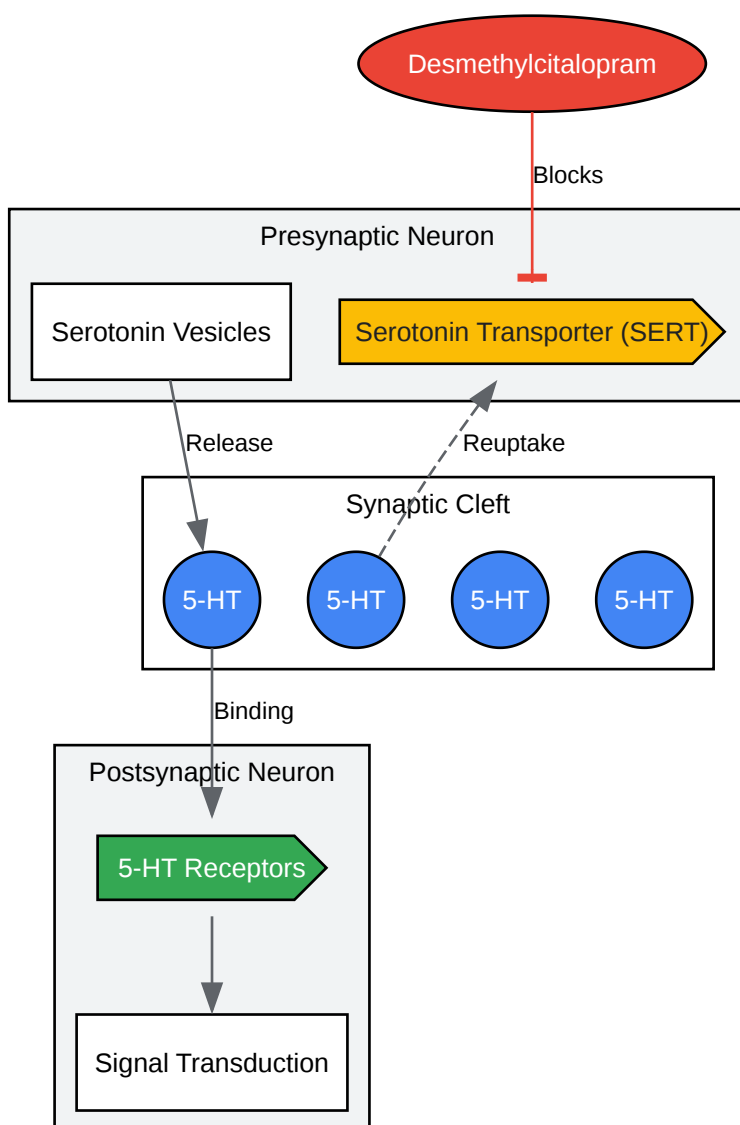 Desmethylcitalopram
Blocks
Presynaptic Neuron
Serotonin Vesicles
Serotonin Transporter (SERT)
Release
Reuptake
Synaptic Cleft
5-HT
5-HT
5-HT
5-HT
Binding
Postsynaptic Neuron
5-HT Receptors
Signal Transduction